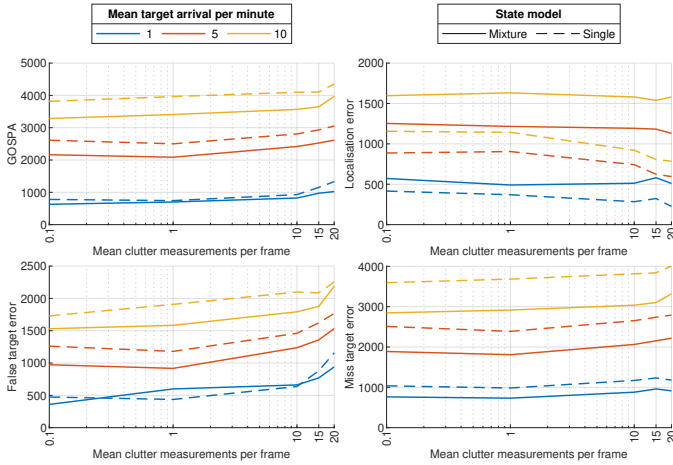 Mean target arrival per minute
1 5 10
State model
Mixture Single
5000
4000
3000
2000
1000
0
GOSPA
0.1 1 10 15 20
Mean clutter measurements per frame
2000
1500
1000
500
0
Localisation error
0.1 1 10 15 20
Mean clutter measurements per frame
2500
2000
1500
1000
500
0
False target error
0.1 1 10 15 20
Mean clutter measurements per frame
4000
3000
2000
1000
0
Miss target error
0.1 1 10 15 20
Mean clutter measurements per frame